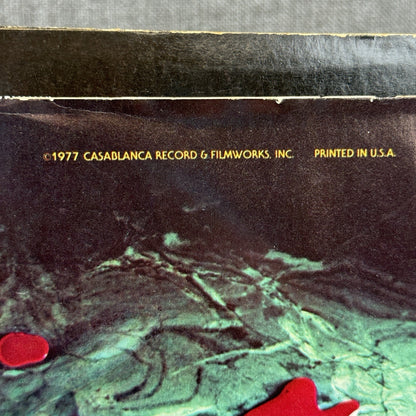 ©1977 CASABLANCA RECORD & FILMWORKS, INC. PRINTED IN U.S.A.